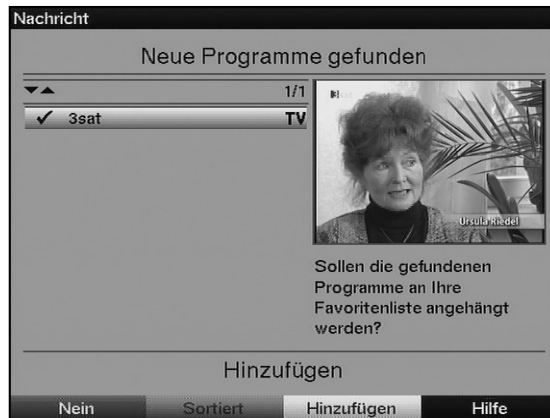 Nachricht
Neue Programme gefunden
1/1
✓ 3sat TV
Ursula Riedel
Sollen die gefundenen
Programme an Ihre
Favoritenliste angehängt
werden?
Hinzufügen
Nein Sortiert Hinzufügen Hilfe